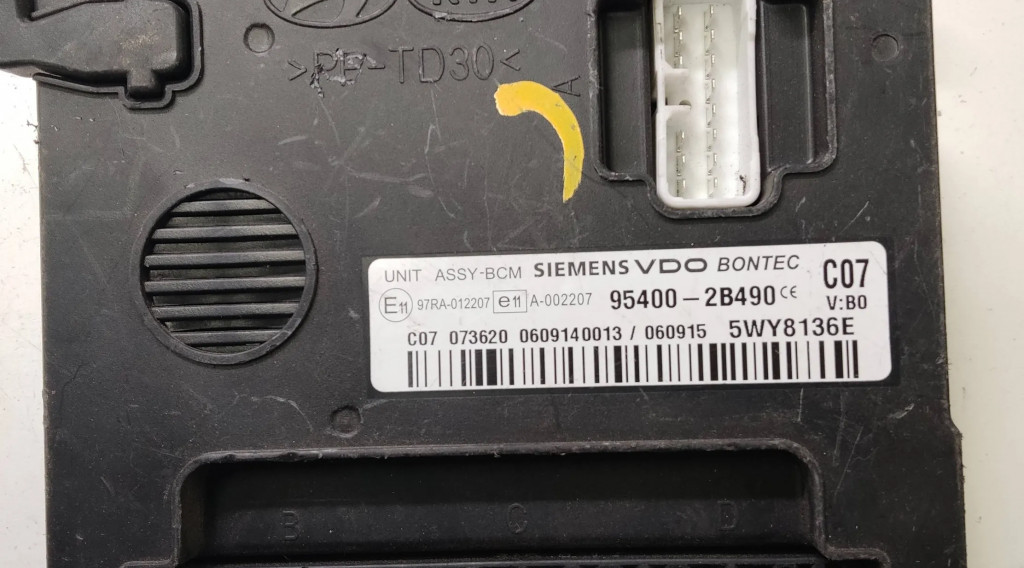 >PP-TD30<
A
UNIT ASSY-BCM SIEMENS VDO BONTEC C07
E11 97RA-012207 e11 A-002207 95400-2B490 CE V:B0
C07 073620 0609140013 / 060915 5WY8136E
B C D